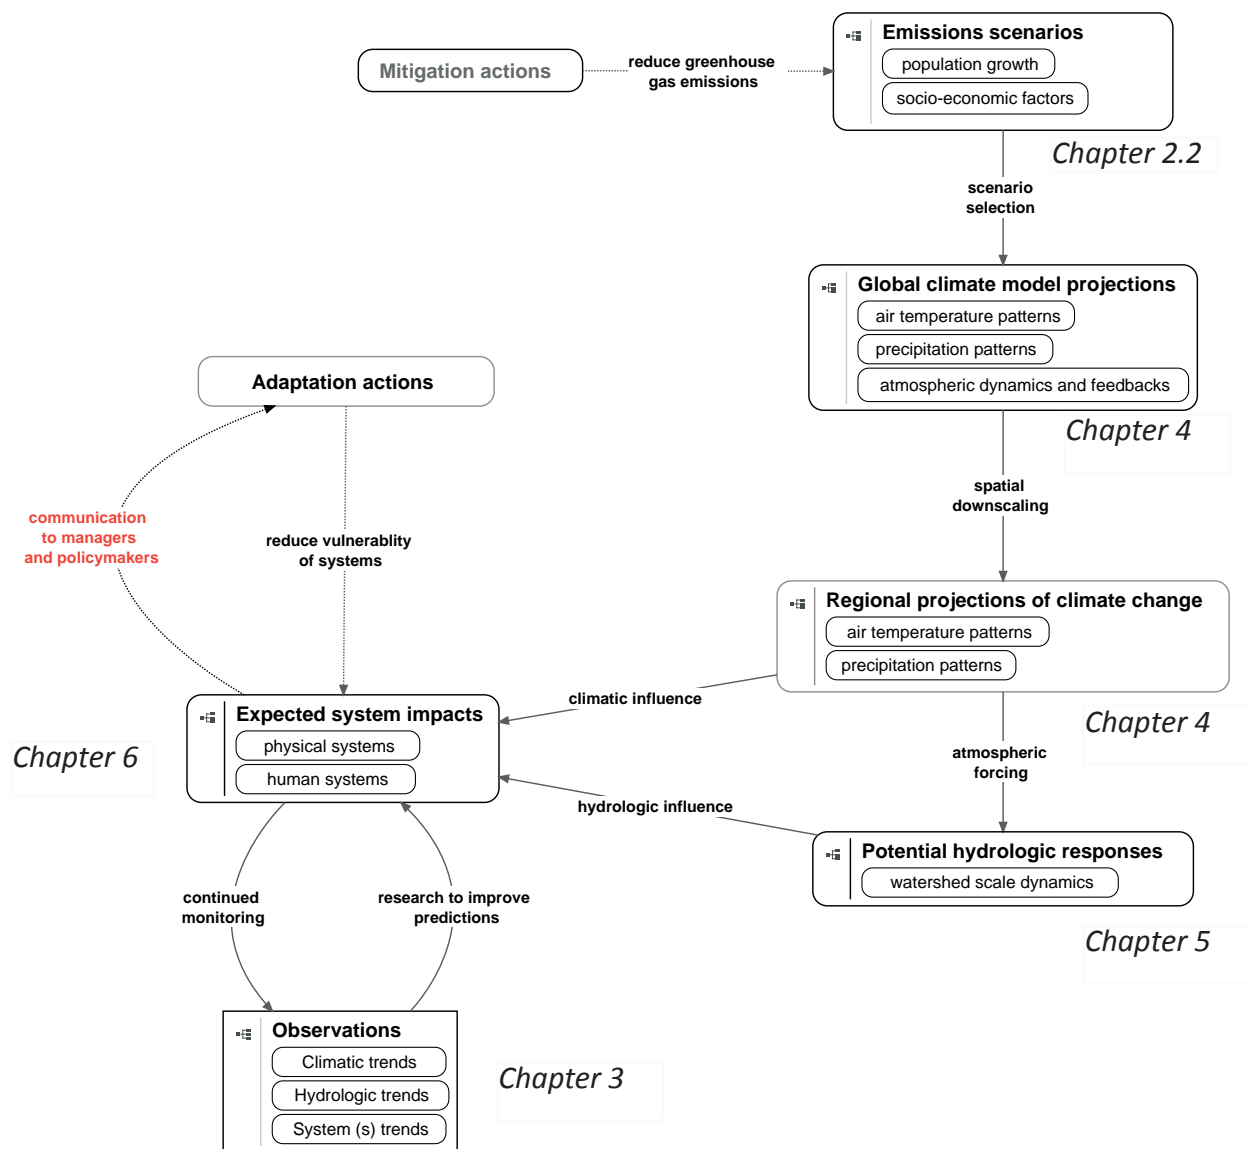 Emissions scenarios
population growth
socio-economic factors
Mitigation actions
reduce greenhouse
gas emissions
Chapter 2.2
scenario
selection
Global climate model projections
air temperature patterns
precipitation patterns
atmospheric dynamics and feedbacks
Chapter 4
Adaptation actions
spatial
downscaling
communication
to managers
and policymakers
reduce vulnerablity
of systems
Regional projections of climate change
air temperature patterns
precipitation patterns
Chapter 4
climatic influence
Expected system impacts
physical systems
human systems
Chapter 6
atmospheric
forcing
hydrologic influence
Potential hydrologic responses
watershed scale dynamics
Chapter 5
continued
monitoring
research to improve
predictions
Observations
Climatic trends
Hydrologic trends
System (s) trends
Chapter 3